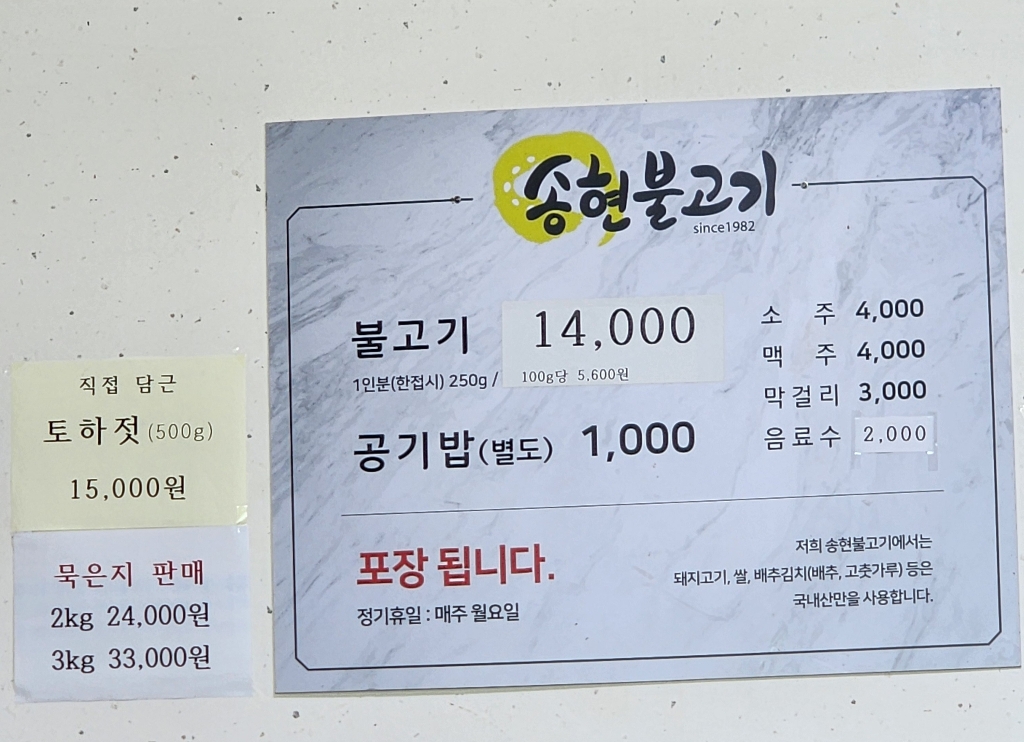 송현불고기
since1982
불고기 14,000
1인분(한접시) 250g / 100g당 5,600원
공기밥(별도) 1,000
소 주 4,000
맥 주 4,000
막걸리 3,000
음료수 2,000
포장 됩니다.
정기휴일 : 매주 월요일
저희 송현불고기에서는
돼지고기, 쌀, 배추김치(배추, 고춧가루) 등은
국내산만을 사용합니다.
직접 담근
토하젓(500g)
15,000원
묵은지 판매
2kg 24,000원
3kg 33,000원